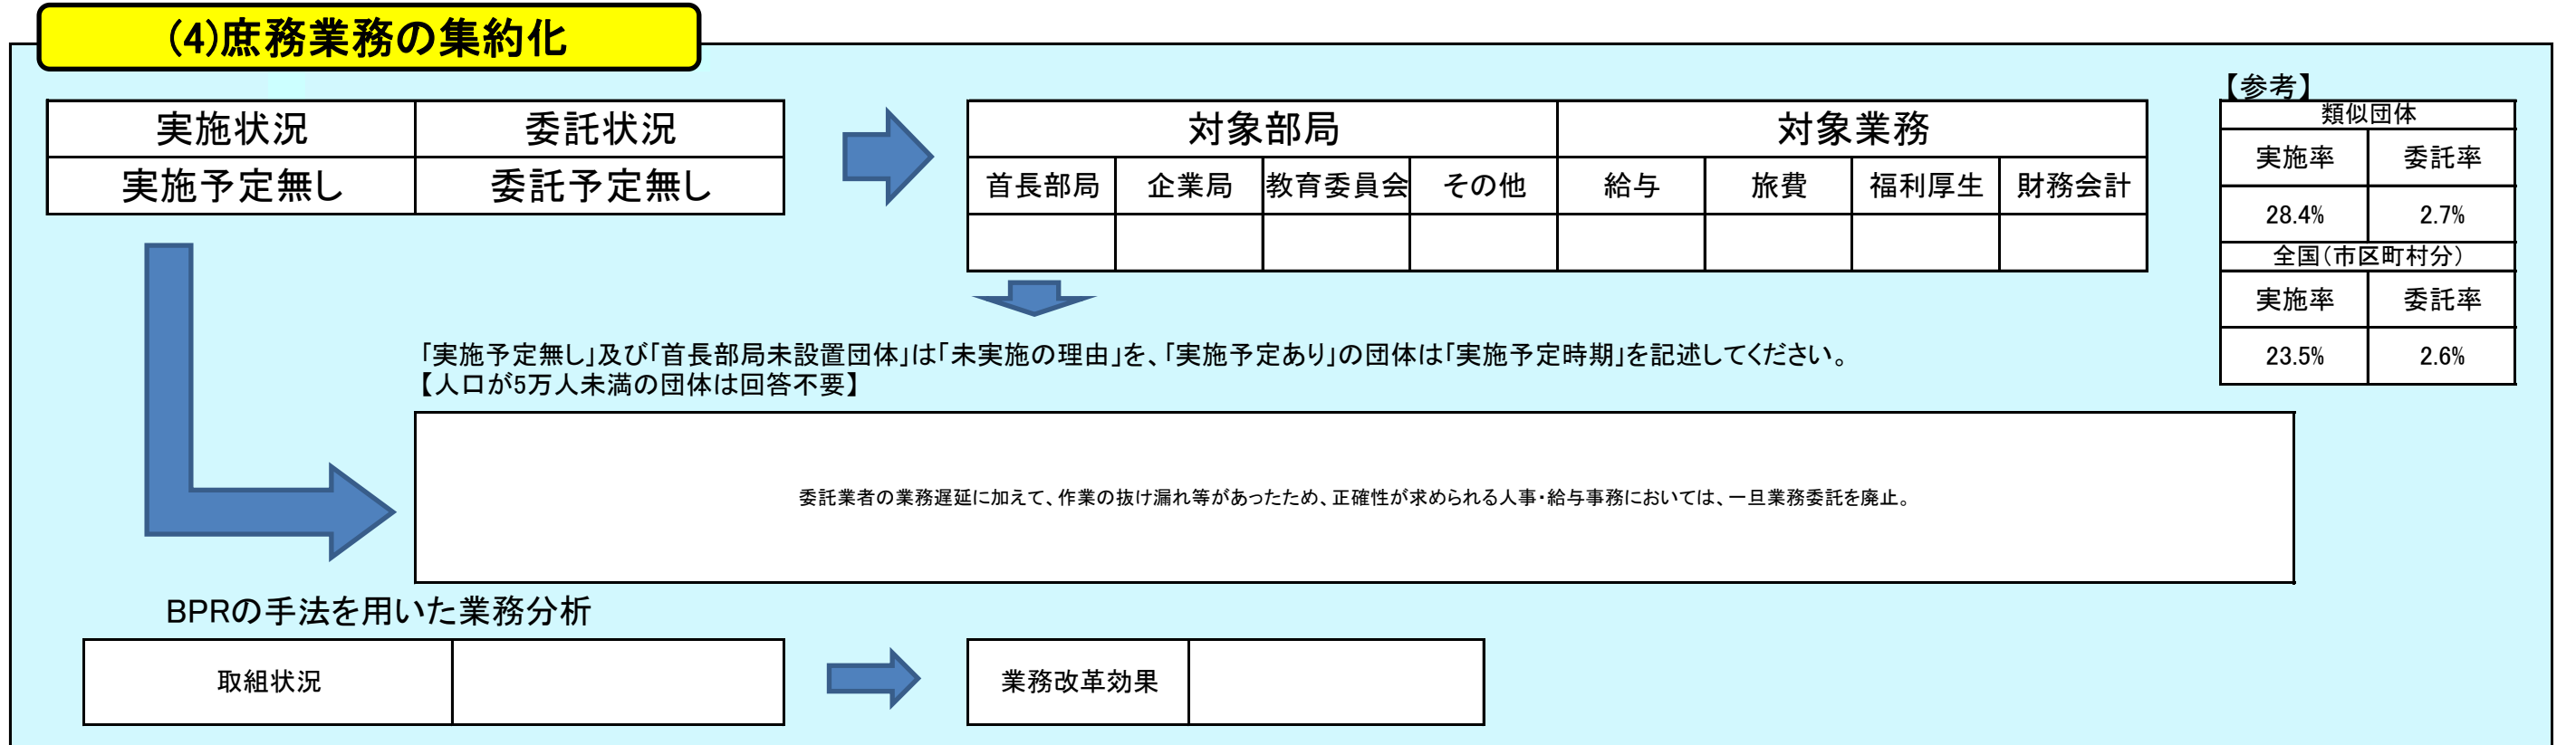 (4)庶務業務の集約化
【参考】
実施状況 委託状況
実施予定無し 委託予定無し
対象部局 対象業務
首長部局 企業局 教育委員会 その他 給与 旅費 福利厚生 財務会計
類似団体
実施率 委託率
28.4% 2.7%
全国(市区町村分)
実施率 委託率
23.5% 2.6%
「実施予定無し」及び「首長部局未設置団体」は「未実施の理由」を、「実施予定あり」の団体は「実施予定時期」を記述してください。
【人口が5万人未満の団体は回答不要】
委託業者の業務遅延に加えて、作業の抜け漏れ等があったため、正確性が求められる人事・給与事務においては、一旦業務委託を廃止。
BPRの手法を用いた業務分析
取組状況
業務改革効果